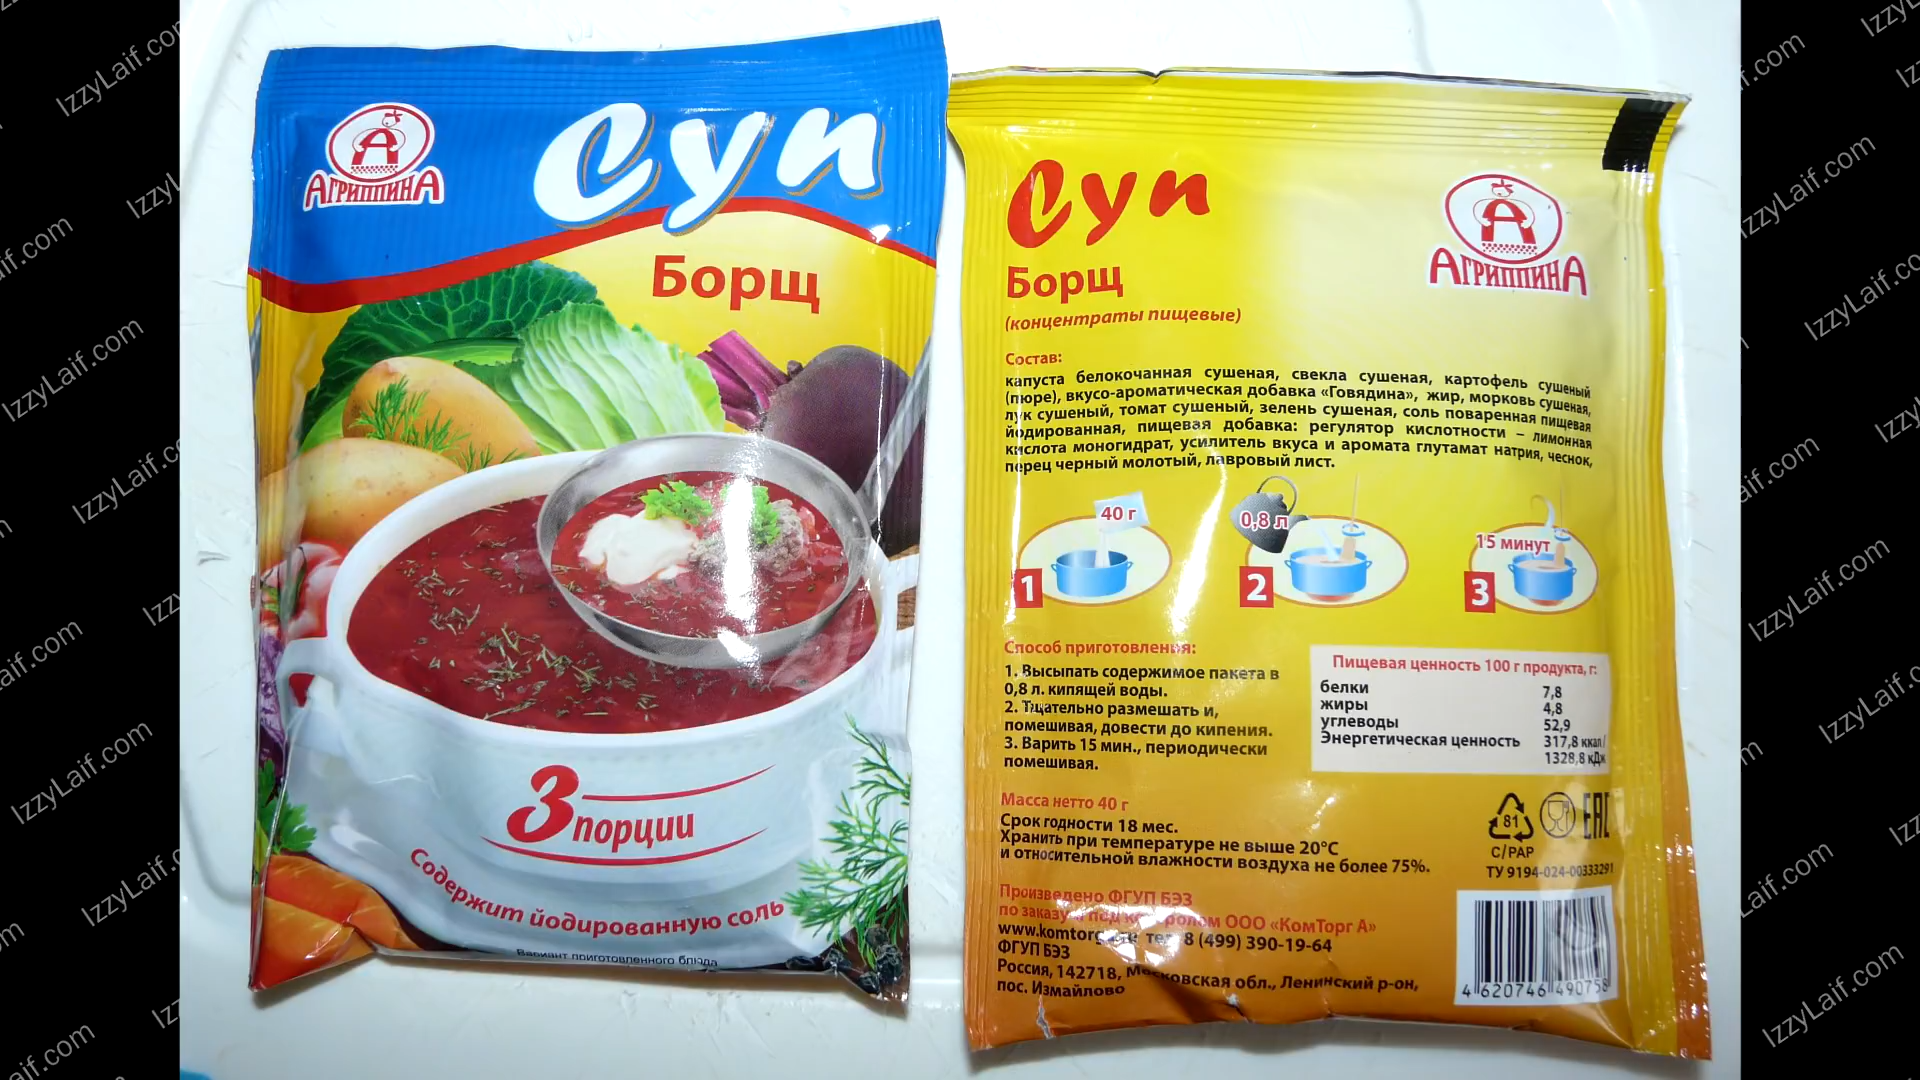 АГРИППИНА
Суп
Борщ
3 порции
Содержит йодированную соль
Вариант приготовленного блюда
Суп
Борщ
(концентраты пищевые)
АГРИППИНА
Состав:
капуста белокочанная сушеная, свекла сушеная, картофель сушеный
(пюре), вкусо-ароматическая добавка «Говядина», жир, морковь сушеная,
лук сушеный, томат сушеный, зелень сушеная, соль поваренная пищевая
йодированная, пищевая добавка: регулятор кислотности – лимонная
кислота моногидрат, усилитель вкуса и аромата глутамат натрия, чеснок,
перец черный молотый, лавровый лист.
40 г
0,8 л
15 минут
1
2
3
Способ приготовления:
1. Высыпать содержимое пакета в
0,8 л. кипящей воды.
2. Тщательно размешать и,
помешивая, довести до кипения.
3. Варить 15 мин., периодически
помешивая.
Пищевая ценность 100 г продукта, г:
белки 7,8
жиры 4,8
углеводы 52,9
Энергетическая ценность 317,8 ккал/
1328,8 кДж
Масса нетто 40 г
Срок годности 18 мес.
Хранить при температуре не выше 20°С
и относительной влажности воздуха не более 75%.
81
C/PAP
EAC
ТУ 9194-024-00333291
Произведено ФГУП БЭЗ
по заказу и под контролем ООО «КомТорг А»
тел. 8 (499) 390-19-64
ФГУП БЭЗ
Россия, 142718, Московская обл., Ленинский р-он,
пос. Измайлово
4 620746 490758
IzzyLaif.com